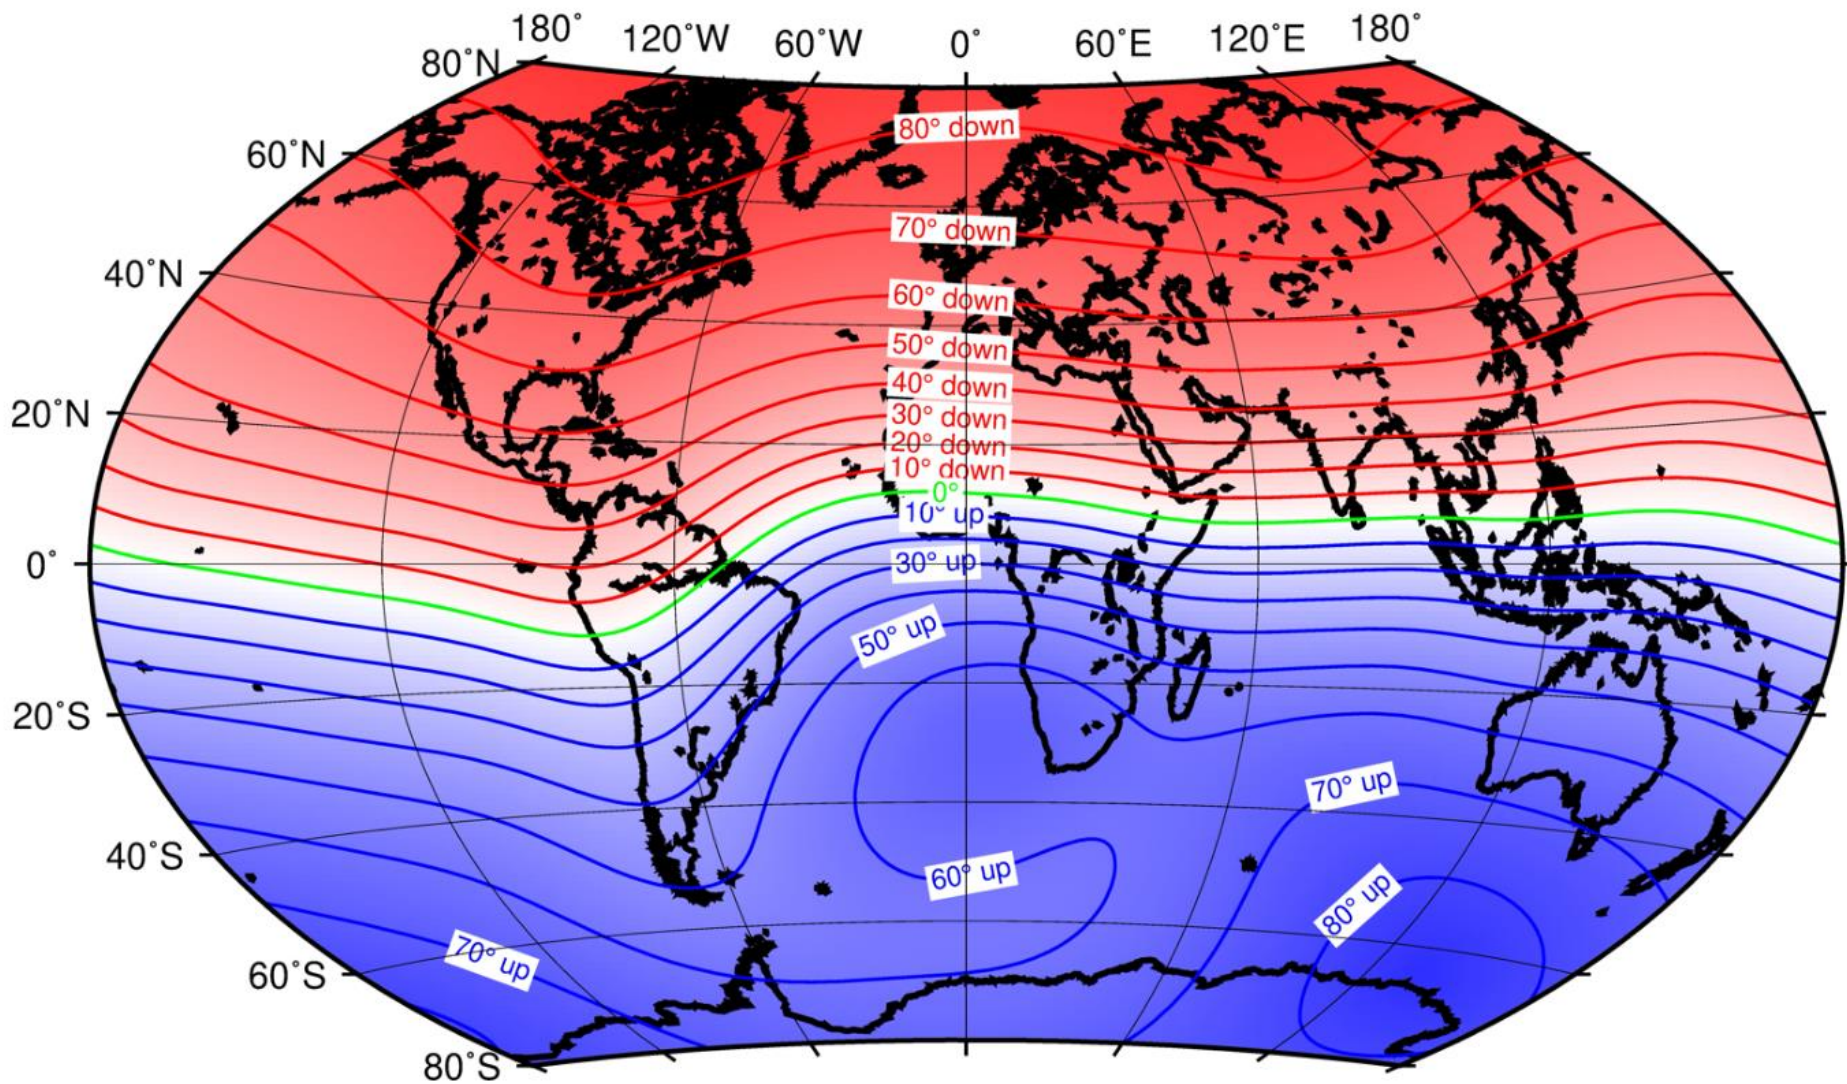 180° 120°W 60°W 0° 60°E 120°E 180°
80°N
60°N
40°N
20°N
0°
20°S
40°S
60°S
80°S
80° down
70° down
60° down
50° down
40° down
30° down
20° down
10° down
0°
10° up
30° up
50° up
70° up
60° up
80° up
70° up